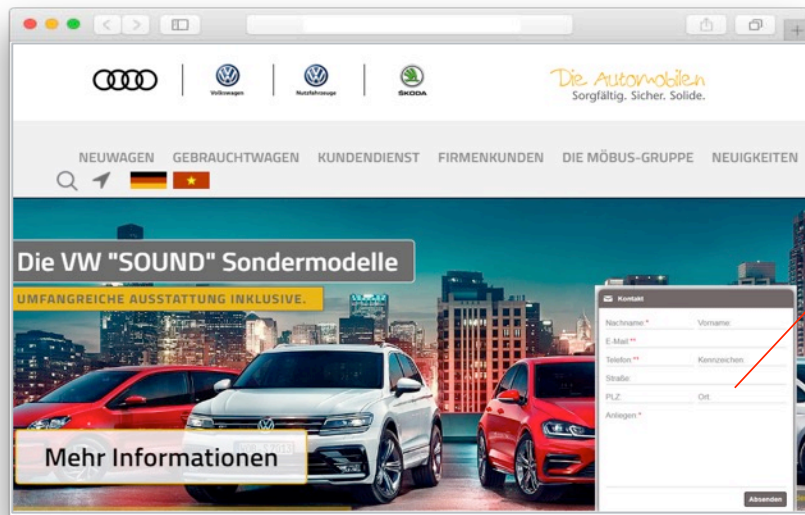 Volkswagen
Nutzfahrzeuge
ŠKODA
Die Automobilen
Sorgfältig. Sicher. Solide.
NEUWAGEN GEBRAUCHTWAGEN KUNDENDIENST FIRMENKUNDEN DIE MÖBUS-GRUPPE NEUIGKEITEN
Die VW "SOUND" Sondermodelle
UMFANGREICHE AUSSTATTUNG INKLUSIVE.
Mehr Informationen
Kontakt
Nachname: * Vorname:
E-Mail: **
Telefon: ** Kennzeichen:
Straße:
PLZ: Ort:
Anliegen: *
Absenden